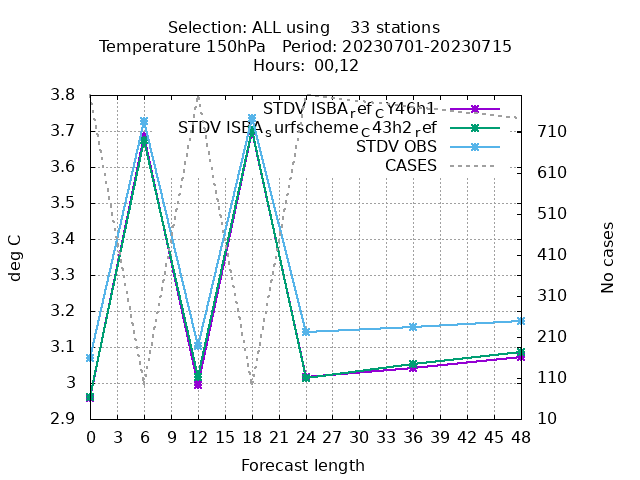 Selection: ALL using    33 stations
Temperature 150hPa   Period: 20230701-20230715
Hours:  00,12
STDV ISBA_ref_CY46h1
STDV ISBA_surfscheme_C43h2_ref
STDV OBS
CASES
3.8
3.7
3.6
3.5
3.4
3.3
3.2
3.1
3
2.9
deg C
710
610
510
410
310
210
110
10
No cases
0 3 6 9 12 15 18 21 24 27 30 33 36 39 42 45 48
Forecast length